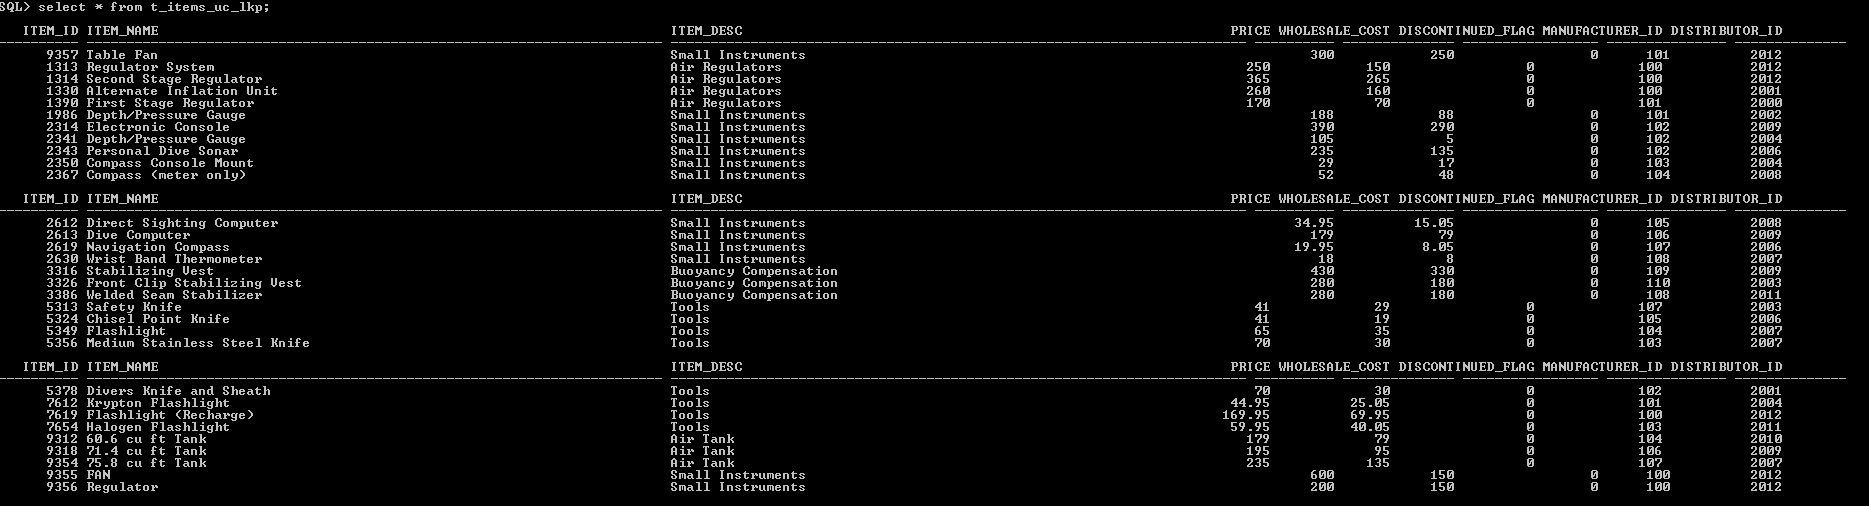 SQL> select * from t_items_uc_lkp;
ITEM_ID ITEM_NAME ITEM_DESC PRICE WHOLESALE_COST DISCONTINUED_FLAG MANUFACTURER_ID DISTRIBUTOR_ID
9357 Table Fan Small Instruments 300 250 0 101 2012
1313 Regulator System Air Regulators 250 150 0 100 2012
1314 Second Stage Regulator Air Regulators 365 265 0 100 2012
1330 Alternate Inflation Unit Air Regulators 260 160 0 100 2001
1390 First Stage Regulator Air Regulators 170 70 0 101 2000
1986 Depth/Pressure Gauge Small Instruments 188 88 0 101 2002
2314 Electronic Console Small Instruments 390 290 0 102 2009
2341 Depth/Pressure Gauge Small Instruments 105 5 0 102 2004
2343 Personal Dive Sonar Small Instruments 235 135 0 102 2006
2350 Compass Console Mount Small Instruments 29 17 0 103 2004
2367 Compass (meter only) Small Instruments 52 48 0 104 2008
ITEM_ID ITEM_NAME ITEM_DESC PRICE WHOLESALE_COST DISCONTINUED_FLAG MANUFACTURER_ID DISTRIBUTOR_ID
2612 Direct Sighting Computer Small Instruments 34.95 15.05 0 105 2008
2613 Dive Computer Small Instruments 179 79 0 106 2009
2619 Navigation Compass Small Instruments 19.95 8.05 0 107 2006
2630 Wrist Band Thermometer Small Instruments 18 8 0 108 2007
3316 Stabilizing Vest Buoyancy Compensation 430 330 0 109 2009
3326 Front Clip Stabilizing Vest Buoyancy Compensation 280 180 0 110 2003
3386 Welded Seam Stabilizer Buoyancy Compensation 280 180 0 108 2011
5313 Safety Knife Tools 41 29 0 107 2003
5324 Chisel Point Knife Tools 41 19 0 105 2006
5349 Flashlight Tools 65 35 0 104 2007
5356 Medium Stainless Steel Knife Tools 70 30 0 103 2007
ITEM_ID ITEM_NAME ITEM_DESC PRICE WHOLESALE_COST DISCONTINUED_FLAG MANUFACTURER_ID DISTRIBUTOR_ID
5378 Divers Knife and Sheath Tools 70 30 0 102 2001
7612 Krypton Flashlight Tools 44.95 25.05 0 101 2004
7619 Flashlight (Recharge) Tools 169.95 69.95 0 100 2012
7654 Halogen Flashlight Tools 59.95 40.05 0 103 2011
9312 60.6 cu ft Tank Air Tank 179 79 0 104 2010
9318 71.4 cu ft Tank Air Tank 195 95 0 106 2009
9354 75.8 cu ft Tank Air Tank 235 135 0 107 2007
9355 FAN Small Instruments 600 150 0 100 2012
9356 Regulator Small Instruments 200 150 0 100 2012